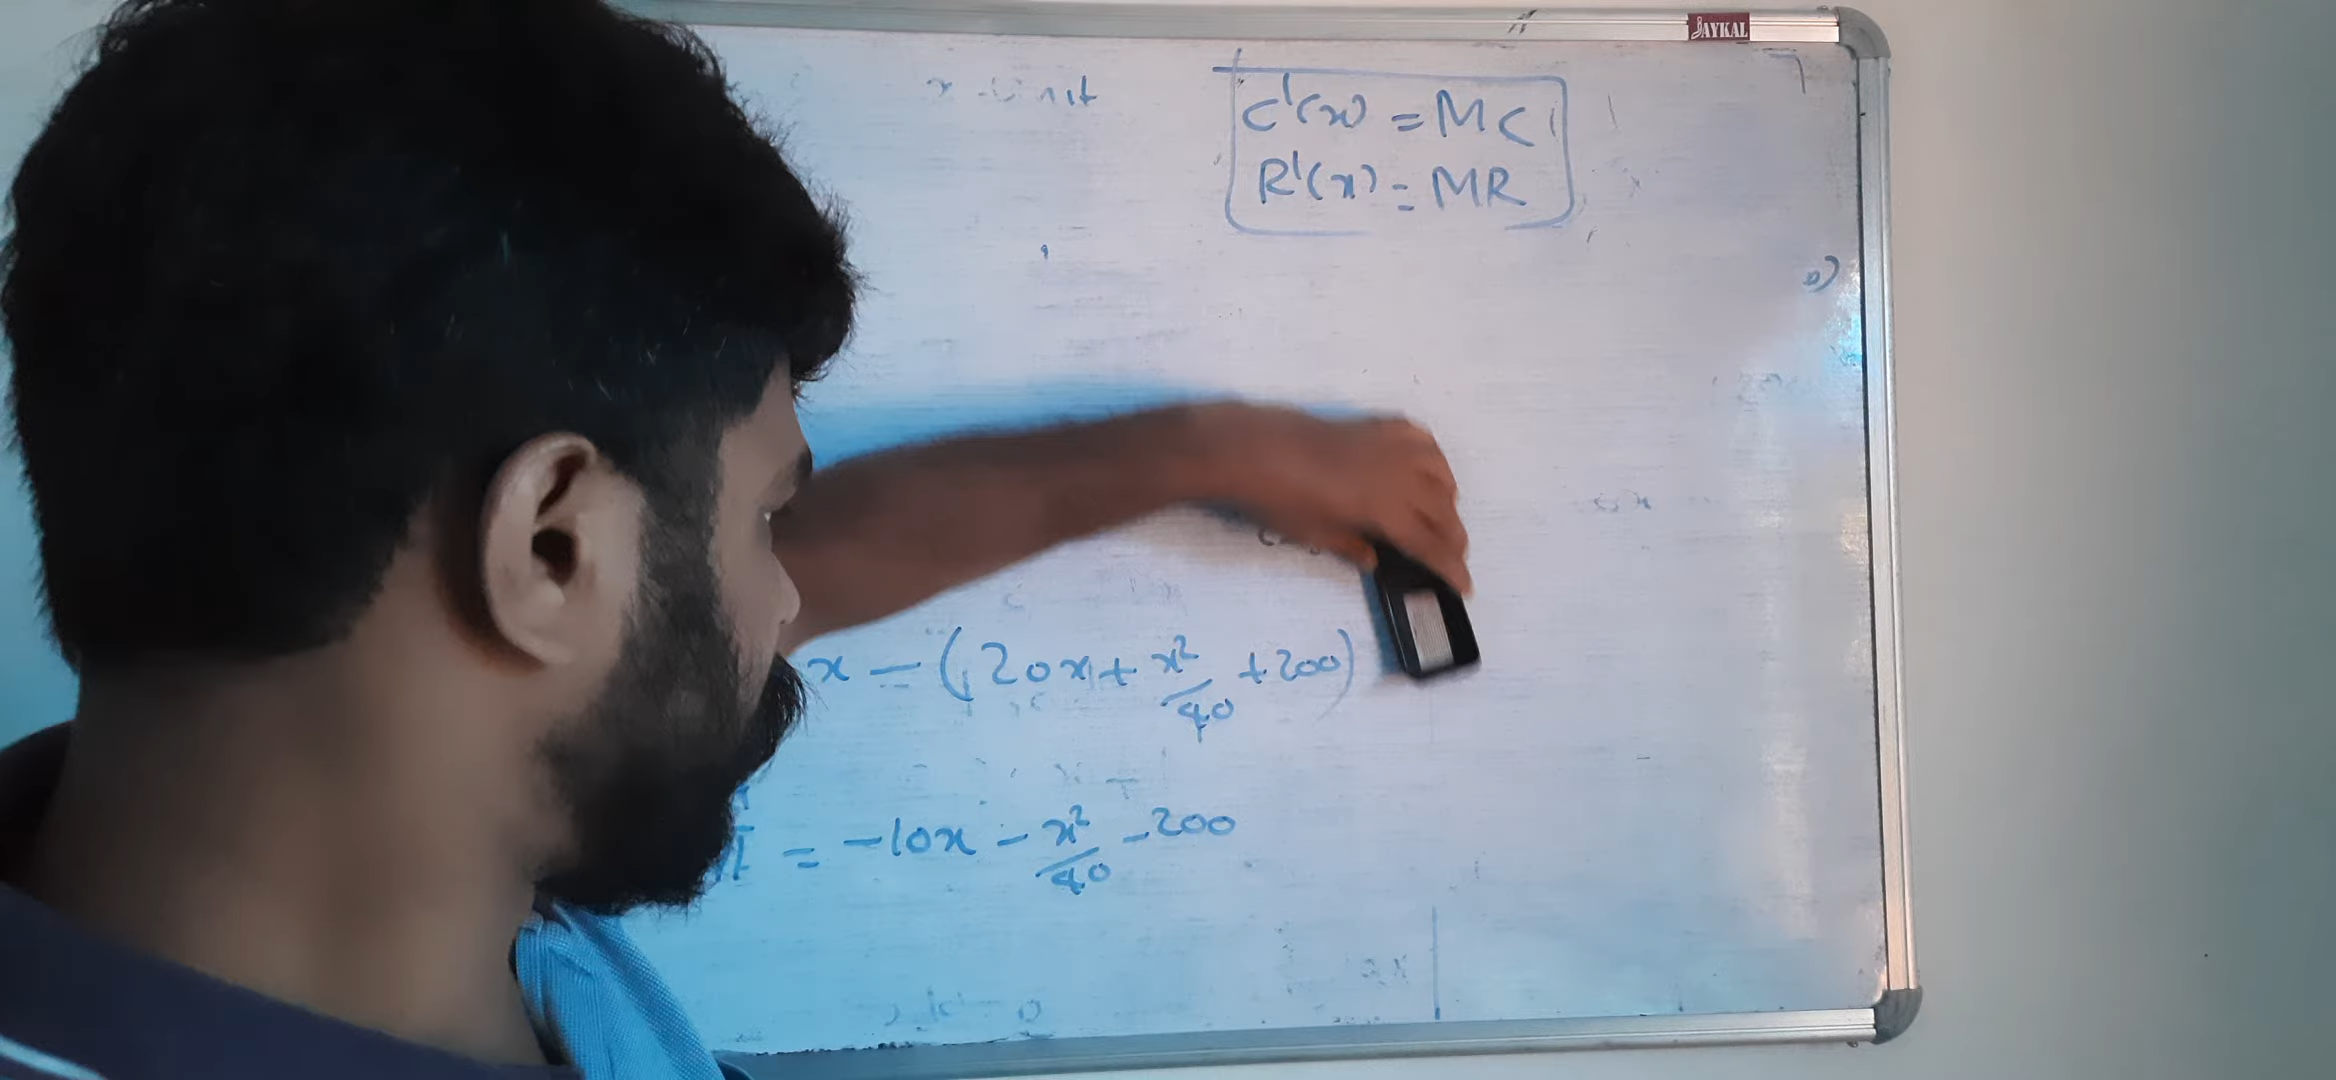 JAYKAL
x unit
C'(x) = MC
R'(x) = MR
x - (20x + x²/40 + 200)
= -10x - x²/40 - 200